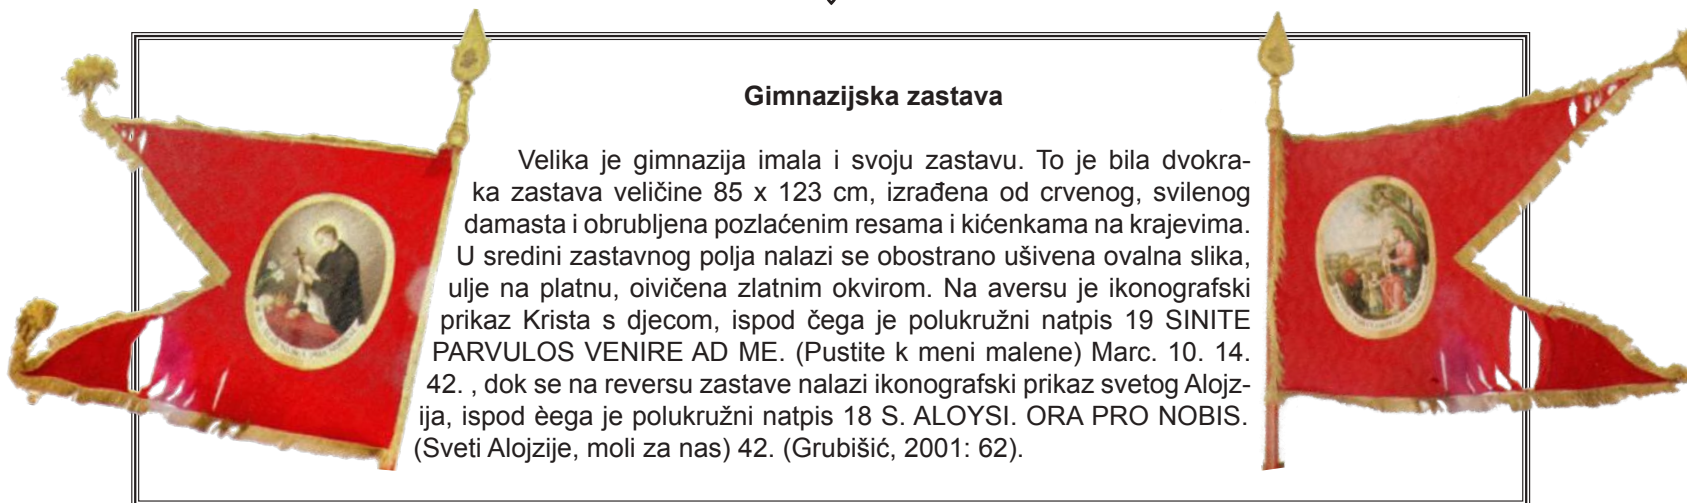 Gimnazijska zastava
Velika je gimnazija imala i svoju zastavu. To je bila dvokra-
ka zastava veličine 85 x 123 cm, izrađena od crvenog, svilenog
damasta i obrubljena pozlaćenim resama i kićenkama na krajevima.
U sredini zastavnog polja nalazi se obostrano ušivena ovalna slika,
ulje na platnu, oivičena zlatnim okvirom. Na aversu je ikonografski
prikaz Krista s djecom, ispod čega je polukružni natpis 19 SINITE
PARVULOS VENIRE AD ME. (Pustite k meni malene) Marc. 10. 14.
42. , dok se na reversu zastave nalazi ikonografski prikaz svetog Alojz-
ija, ispod èega je polukružni natpis 18 S. ALOYSI. ORA PRO NOBIS.
(Sveti Alojzije, moli za nas) 42. (Grubišić, 2001: 62).